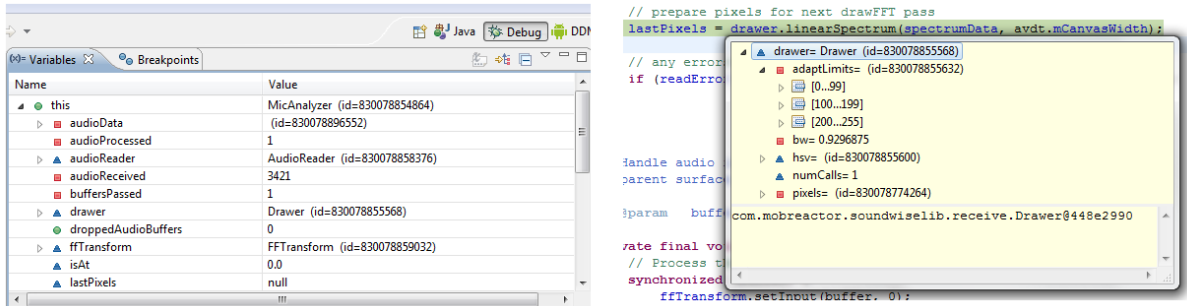 Java Debug DDM
(x)= Variables Breakpoints
Name Value
this MicAnalyzer (id=830078854864)
audioData (id=830078896552)
audioProcessed 1
audioReader AudioReader (id=830078858376)
audioReceived 3421
buffersPassed 1
drawer Drawer (id=830078855568)
droppedAudioBuffers 0
ffTransform FFTransform (id=830078859032)
isAt 0.0
lastPixels null
// prepare pixels for next drawFFT pass
lastPixels = drawer.linearSpectrum(spectrumData, avdt.mCanvasWidth);
// any error
if (readErro
Handle audio
parent surfac
@param buff
vate final vo
// Process th
synchronized
ffTransform.setInput(buffer, 0);
drawer= Drawer (id=830078855568)
adaptLimits= (id=830078855632)
[0...99]
[100...199]
[200...255]
bw= 0.9296875
hsv= (id=830078855600)
numCalls= 1
pixels= (id=830078774264)
com.mobreactor.soundwiselib.receive.Drawer@448e2990